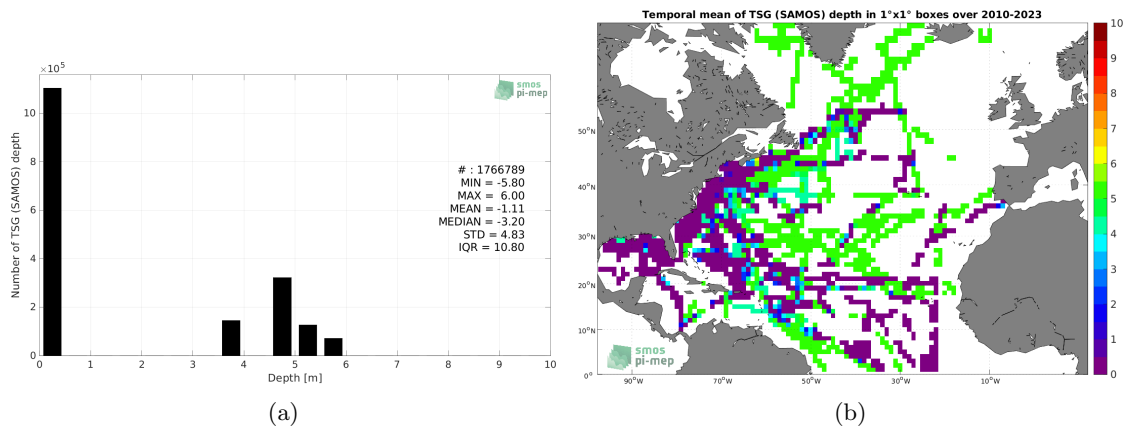 ×10⁵
10
8
6
4
2
0
Number of TSG (SAMOS) depth
0 1 2 3 4 5 6 7 8 9 10
Depth [m]
smos
pi-mep
# : 1766789
MIN = -5.80
MAX = 6.00
MEAN = -1.11
MEDIAN = -3.20
STD = 4.83
IQR = 10.80
(a)
Temporal mean of TSG (SAMOS) depth in 1°x1° boxes over 2010-2023
50°N
40°N
30°N
20°N
10°N
0°
90°W 70°W 50°W 30°W 10°W
smos
pi-mep
10
9
8
7
6
5
4
3
2
1
0
(b)